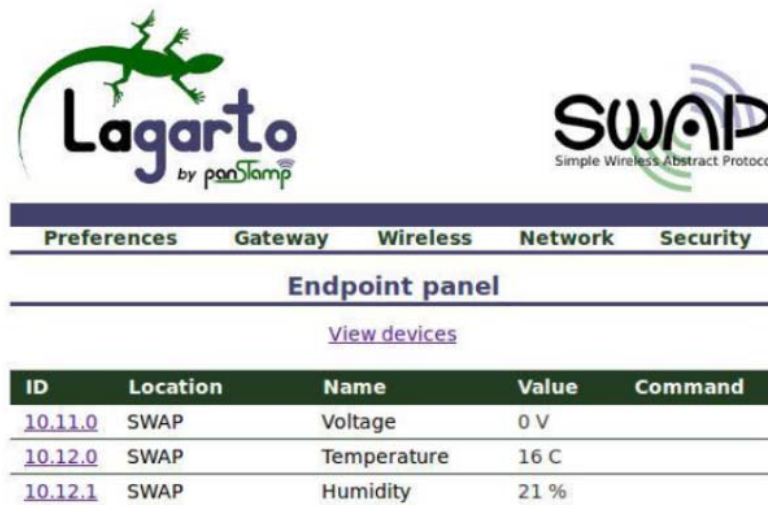 Lagarto
by panStamp
SWAP
Simple Wireless Abstract Protoco
Preferences Gateway Wireless Network Security
Endpoint panel
View devices
ID Location Name Value Command
10.11.0 SWAP Voltage 0 V
10.12.0 SWAP Temperature 16 C
10.12.1 SWAP Humidity 21 %